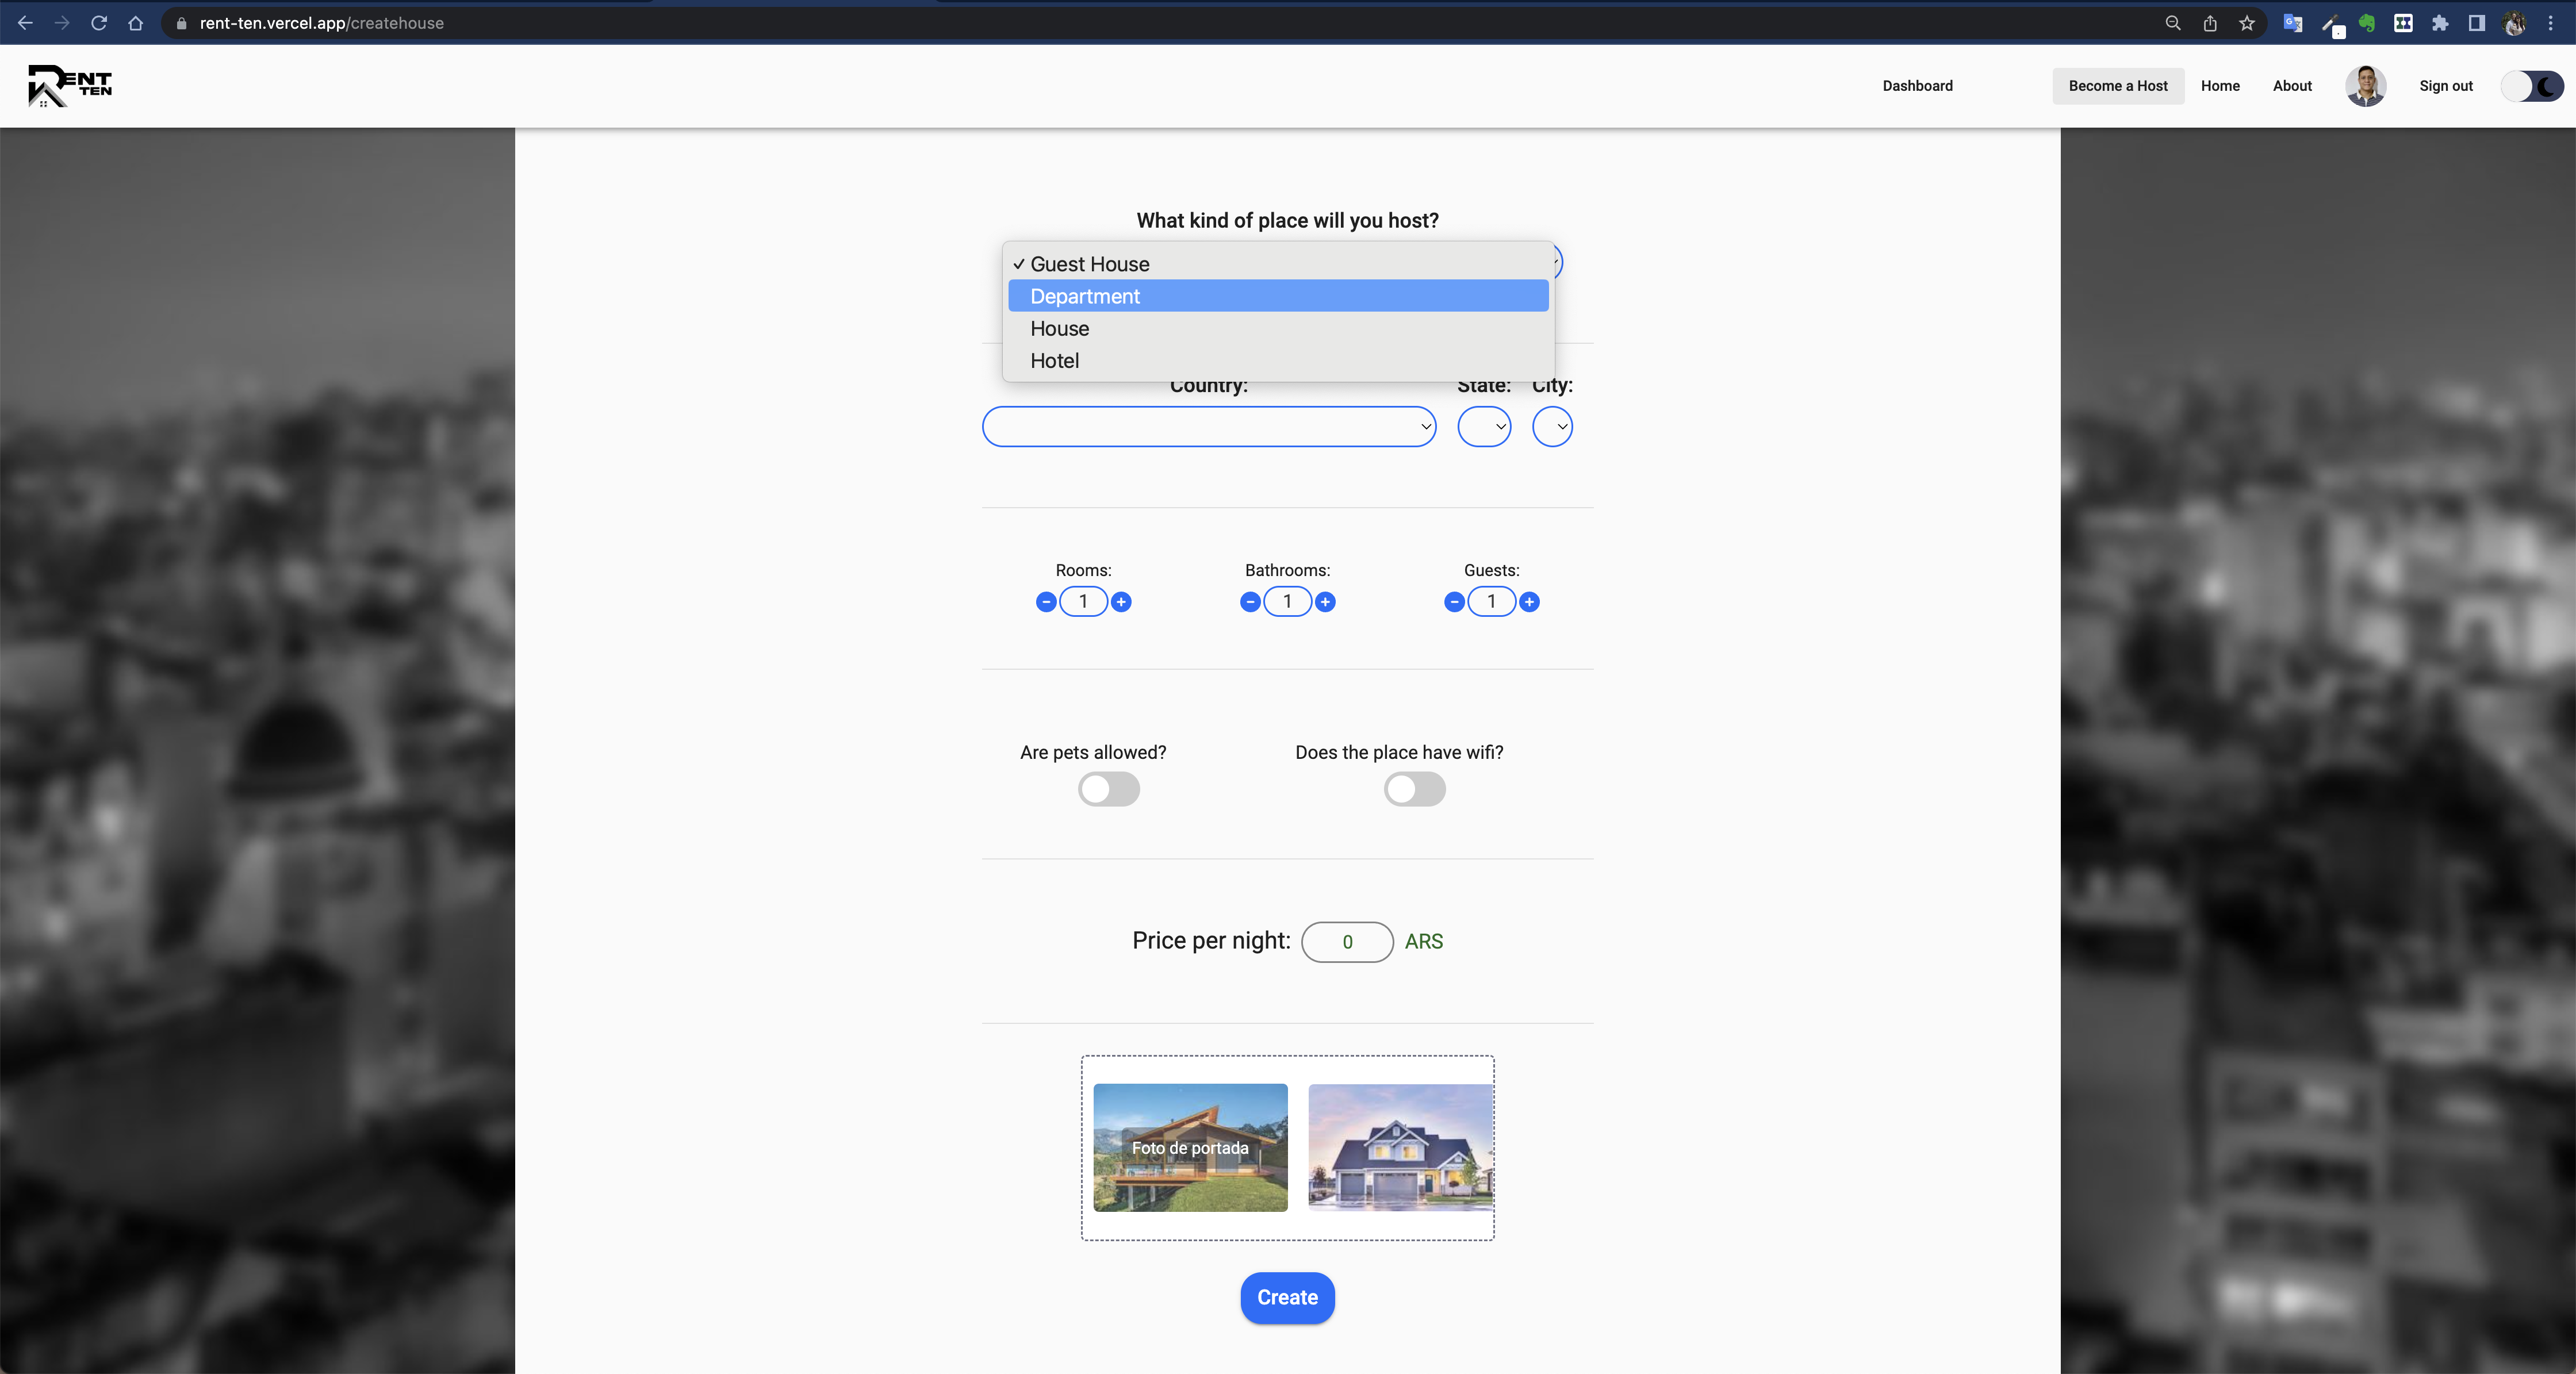 rent-ten.vercel.app/createhouse
RENT
TEN
Dashboard
Become a Host
Home
About
Sign out
What kind of place will you host?
✓ Guest House
Department
House
Hotel
Country:
State:
City:
Rooms:
Bathrooms:
Guests:
1
1
1
Are pets allowed?
Does the place have wifi?
Price per night: 0 ARS
Foto de portada
Create